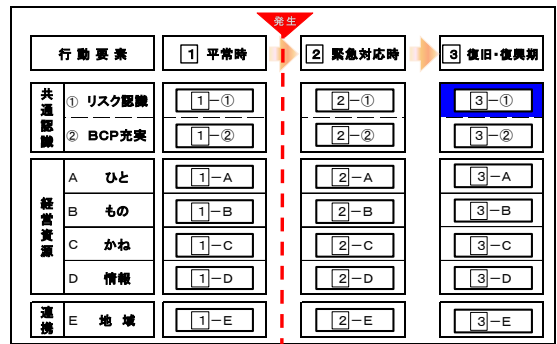 発生
行動要素 1 平常時 2 緊急対応時 3 復旧・復興期
共通認識
① リスク認識 1－① 2－① 3－①
② BCP充実 1－② 2－② 3－②
経営資源
A ひと 1－A 2－A 3－A
B もの 1－B 2－B 3－B
C かね 1－C 2－C 3－C
D 情報 1－D 2－D 3－D
連携
E 地域 1－E 2－E 3－E